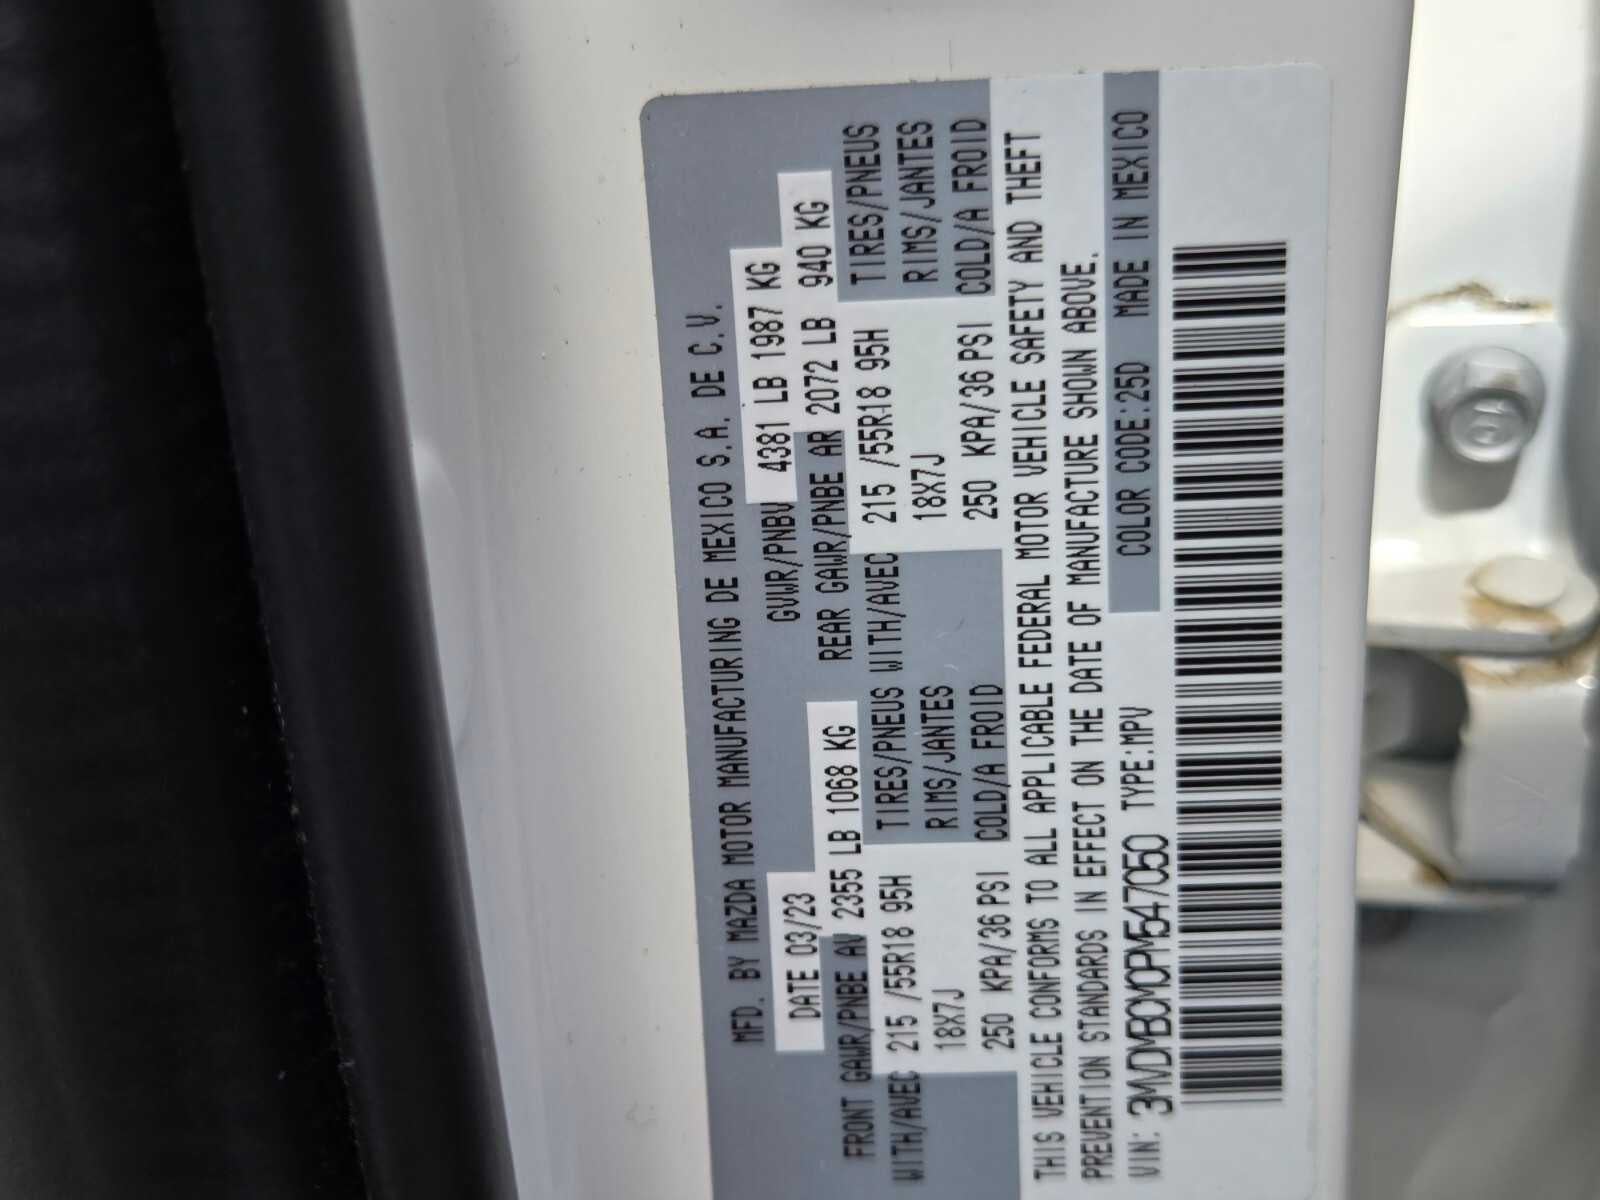 MFD. BY MAZDA MOTOR MANUFACTURING DE MEXICO S.A. DE C.V.
DATE 03/23 GVWR/PNBV 4381 LB 1987 KG
FRONT GAWR/PNBE AV 2355 LB 1068 KG REAR GAWR/PNBE AR 2072 LB 940 KG
WITH/AVEC 215 /55R18 95H TIRES/PNEUS WITH/AVEC 215 /55R18 95H TIRES/PNEUS
18X7J RIMS/JANTES 18X7J RIMS/JANTES
250 KPA/36 PSI COLD/A FROID 250 KPA/36 PSI COLD/A FROID
THIS VEHICLE CONFORMS TO ALL APPLICABLE FEDERAL MOTOR VEHICLE SAFETY AND THEFT
PREVENTION STANDARDS IN EFFECT ON THE DATE OF MANUFACTURE SHOWN ABOVE.
VIN: 3MVDMBCM0PM547050 TYPE:MPV COLOR CODE:25D MADE IN MEXICO